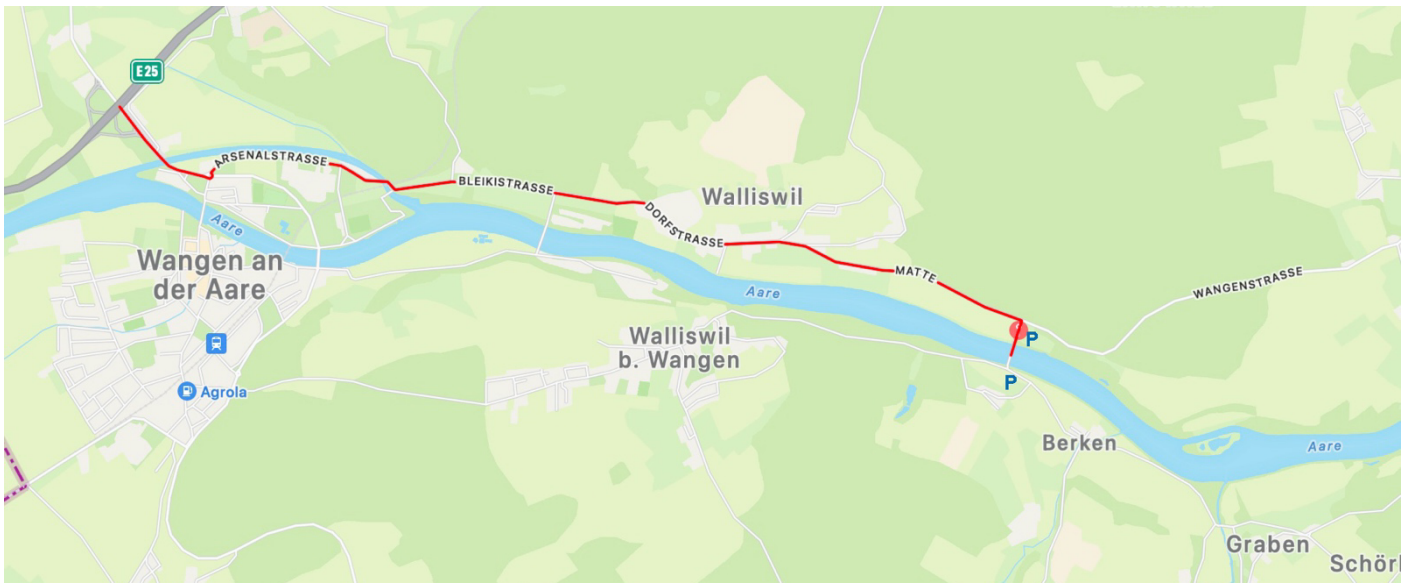 E25
ARSENALSTRASSE
BLEIKISTRASSE
Walliswil
DORFSTRASSE
Aare
Wangen an
der Aare
MATTE
WANGENSTRASSE
Aare
Walliswil
b. Wangen
P
P
Agrola
Berken
Aare
Graben
Schörl